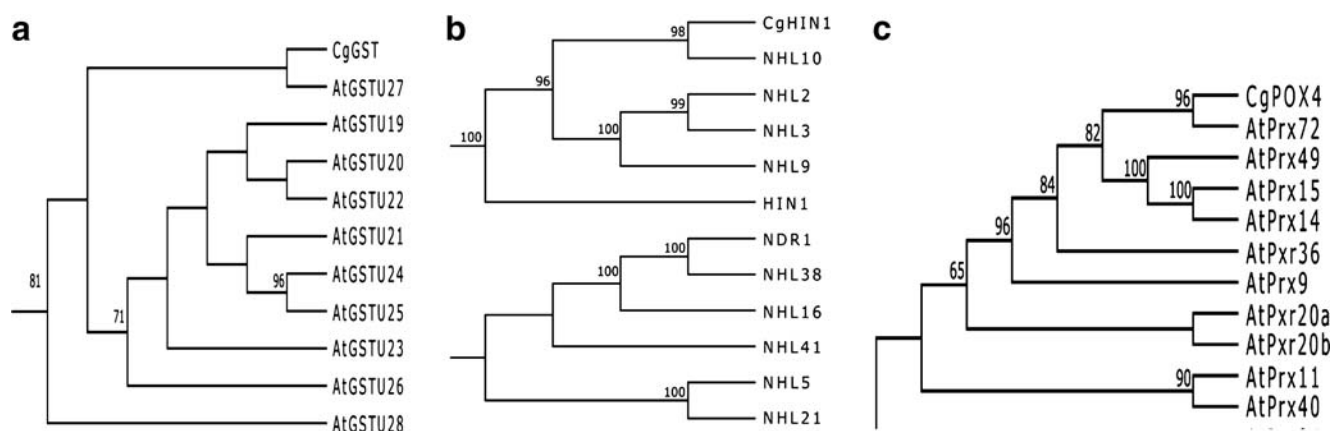 a
CgGST
AtGSTU27
AtGSTU19
AtGSTU20
AtGSTU22
AtGSTU21
AtGSTU24
96
AtGSTU25
81
71
AtGSTU23
AtGSTU26
AtGSTU28
b
CgHIN1
98
NHL10
96
NHL2
99
NHL3
100
NHL9
100
HIN1
NDR1
100
NHL38
100
NHL16
NHL41
NHL5
100
NHL21
c
96
CgPOX4
AtPrx72
82
AtPrx49
100
AtPrx15
100
AtPrx14
84
AtPxr36
96
AtPrx9
65
AtPxr20a
AtPxr20b
AtPrx11
90
AtPrx40